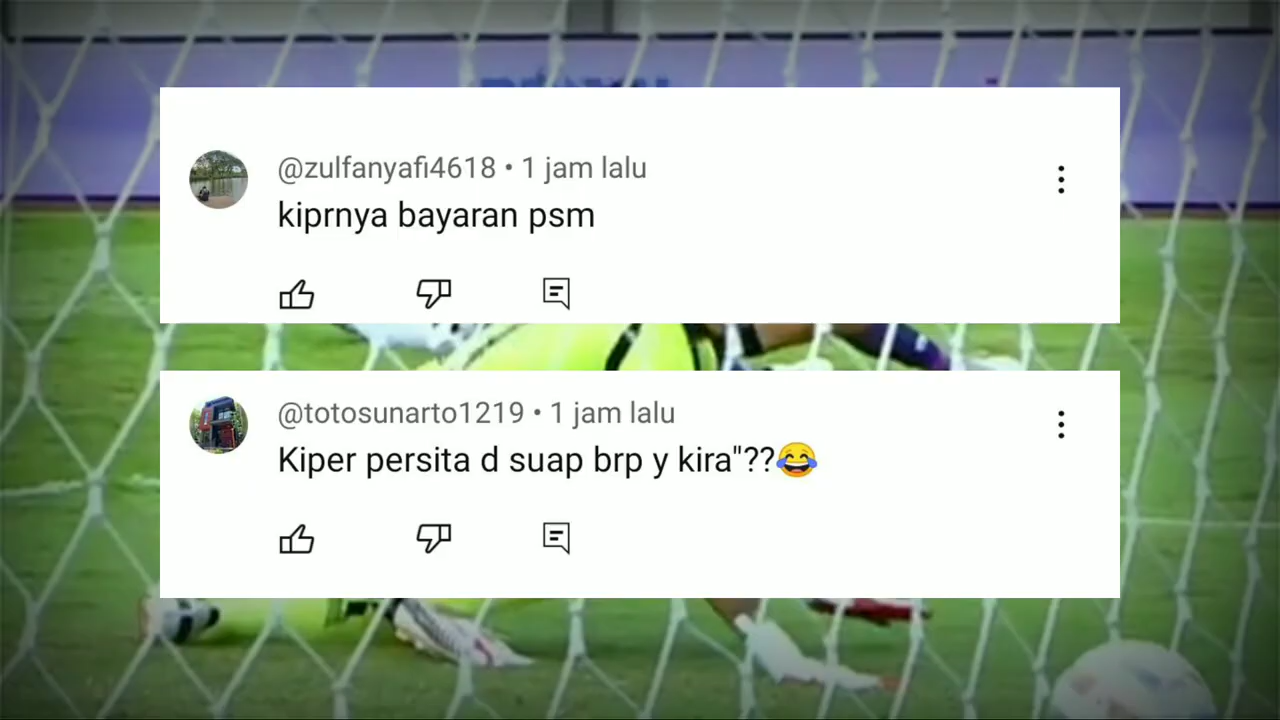 @zulfanyafi4618 • 1 jam lalu
kiprnya bayaran psm
@totosunarto1219 • 1 jam lalu
Kiper persita d suap brp y kira"??😂